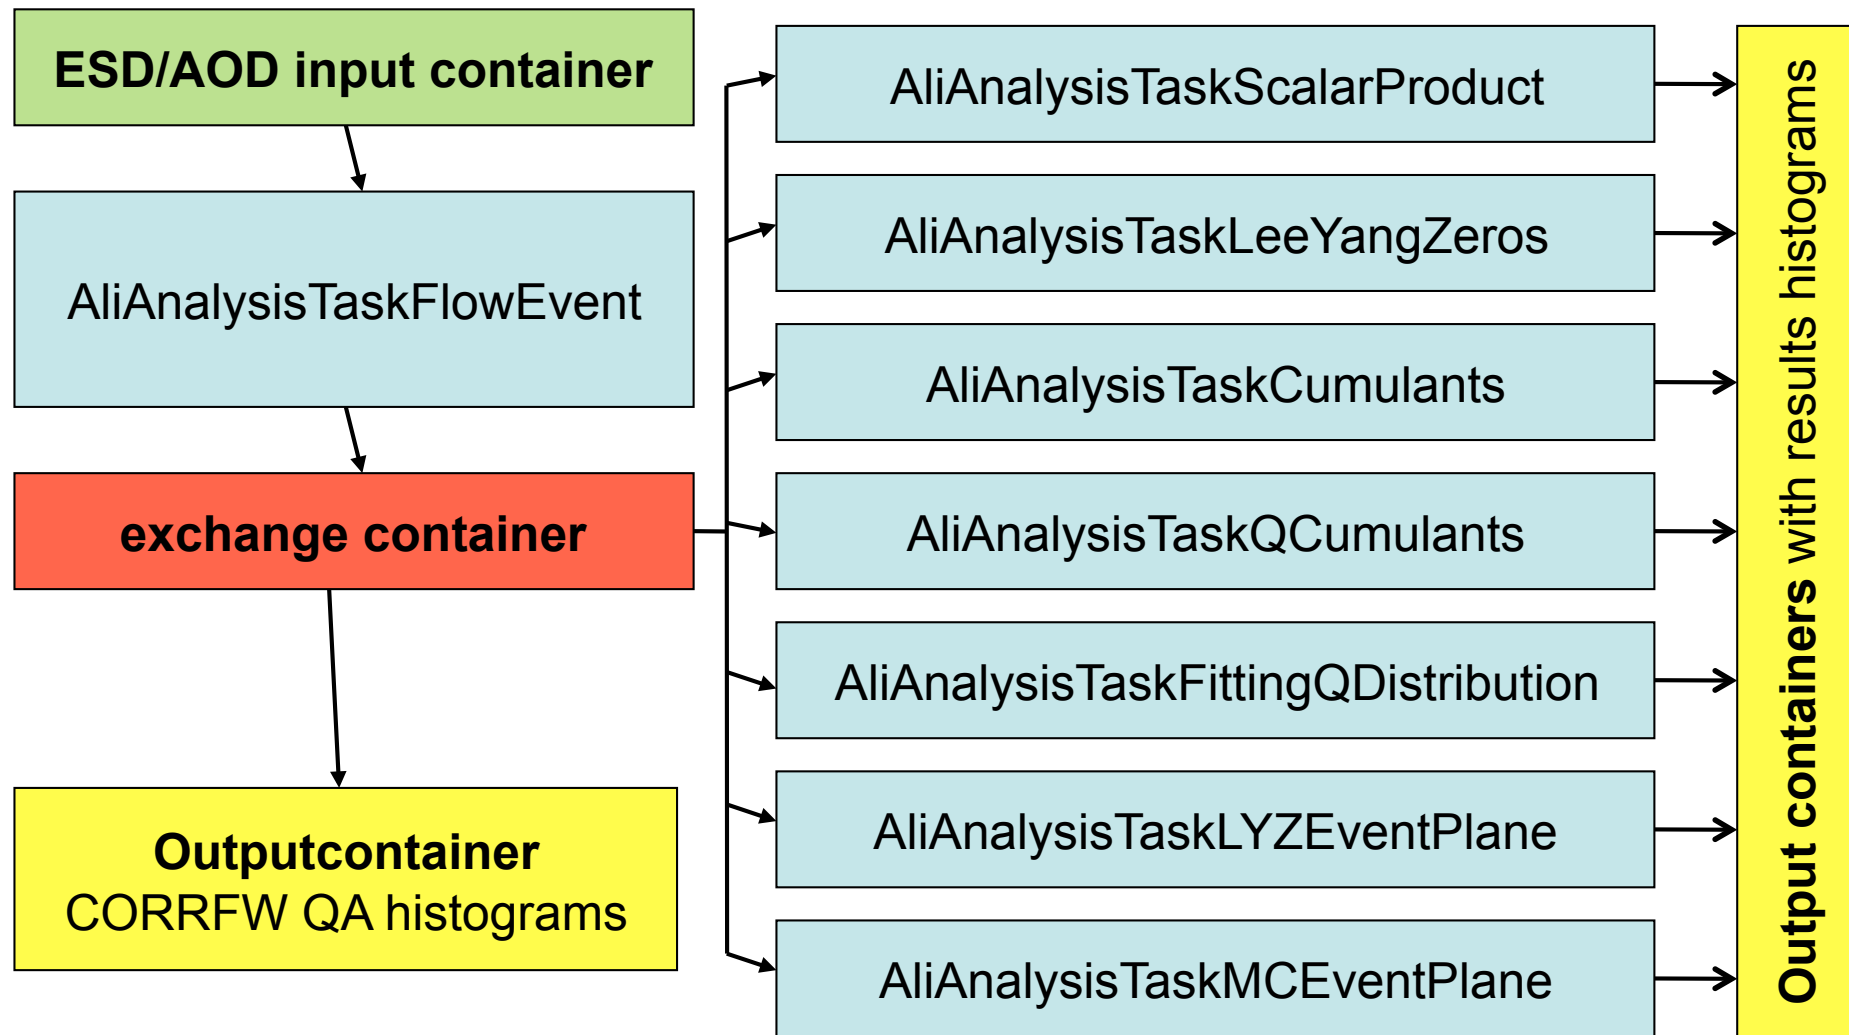 ESD/AOD input container
AliAnalysisTaskFlowEvent
exchange container
Outputcontainer
CORRFW QA histograms
AliAnalysisTaskScalarProduct
AliAnalysisTaskLeeYangZeros
AliAnalysisTaskCumulants
AliAnalysisTaskQCumulants
AliAnalysisTaskFittingQDistribution
AliAnalysisTaskLYZEventPlane
AliAnalysisTaskMCEventPlane
Output containers with results histograms